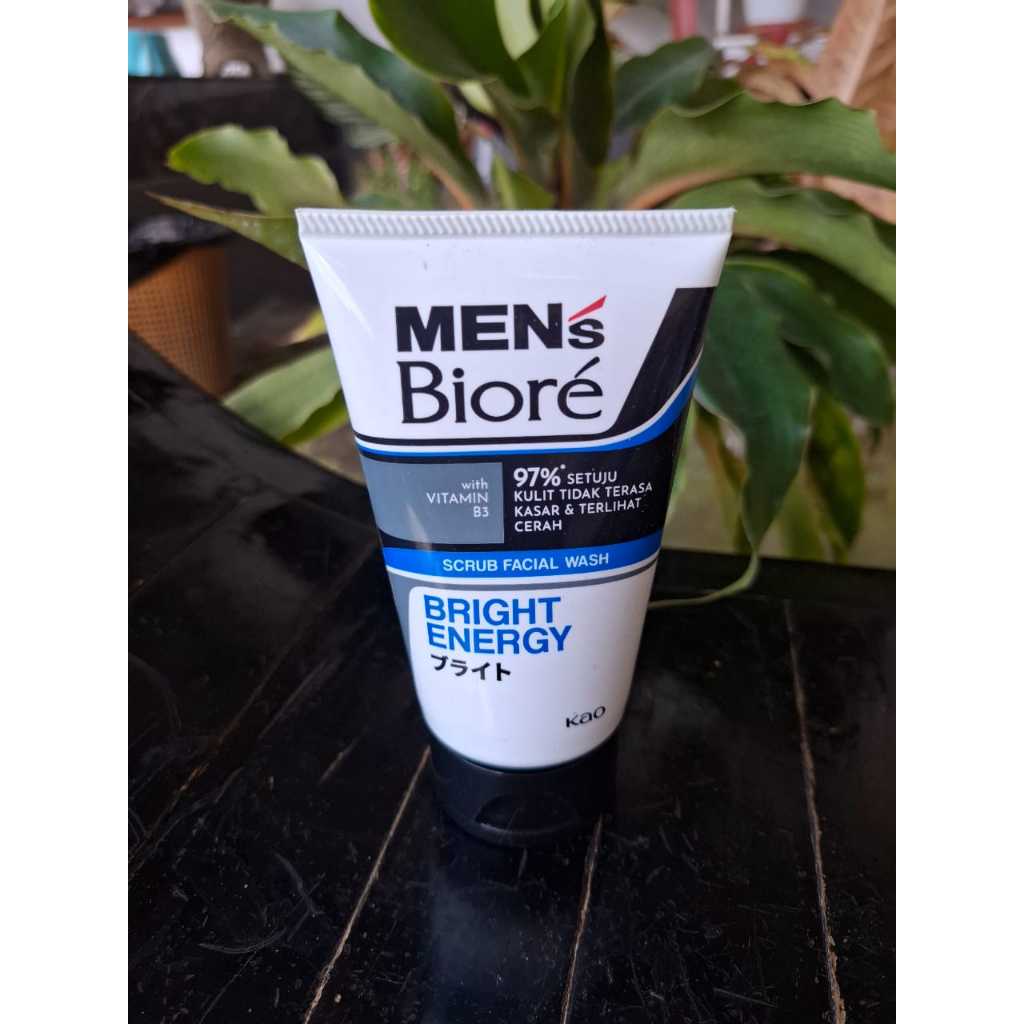 MEN's
Bioré
with
VITAMIN
B3
97%* SETUJU
KULIT TIDAK TERASA
KASAR & TERLIHAT
CERAH
SCRUB FACIAL WASH
BRIGHT
ENERGY
ブライト
Kao